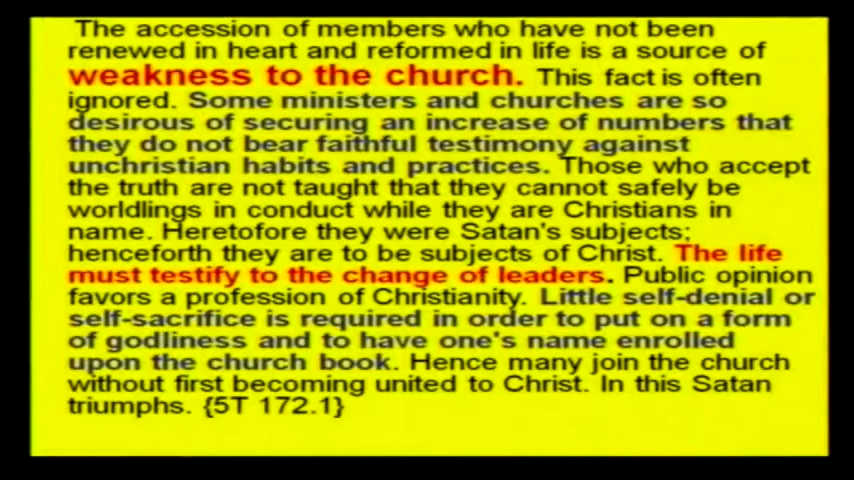 The accession of members who have not been
renewed in heart and reformed in life is a source of
weakness to the church. This fact is often
ignored. Some ministers and churches are so
desirous of securing an increase of numbers that
they do not bear faithful testimony against
unchristian habits and practices. Those who accept
the truth are not taught that they cannot safely be
worldlings in conduct while they are Christians in
name. Heretofore they were Satan's subjects;
henceforth they are to be subjects of Christ. The life
must testify to the change of leaders. Public opinion
favors a profession of Christianity. Little self-denial or
self-sacrifice is required in order to put on a form
of godliness and to have one's name enrolled
upon the church book. Hence many join the church
without first becoming united to Christ. In this Satan
triumphs. {5T 172.1}